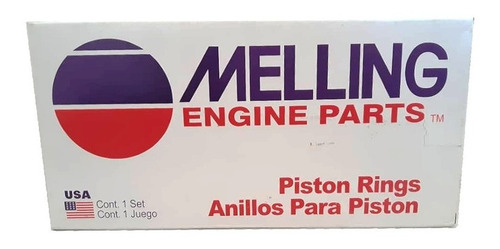 MELLING
ENGINE PARTS TM
USA
Cont. 1 Set
Cont. 1 Juego
Piston Rings
Anillos Para Piston